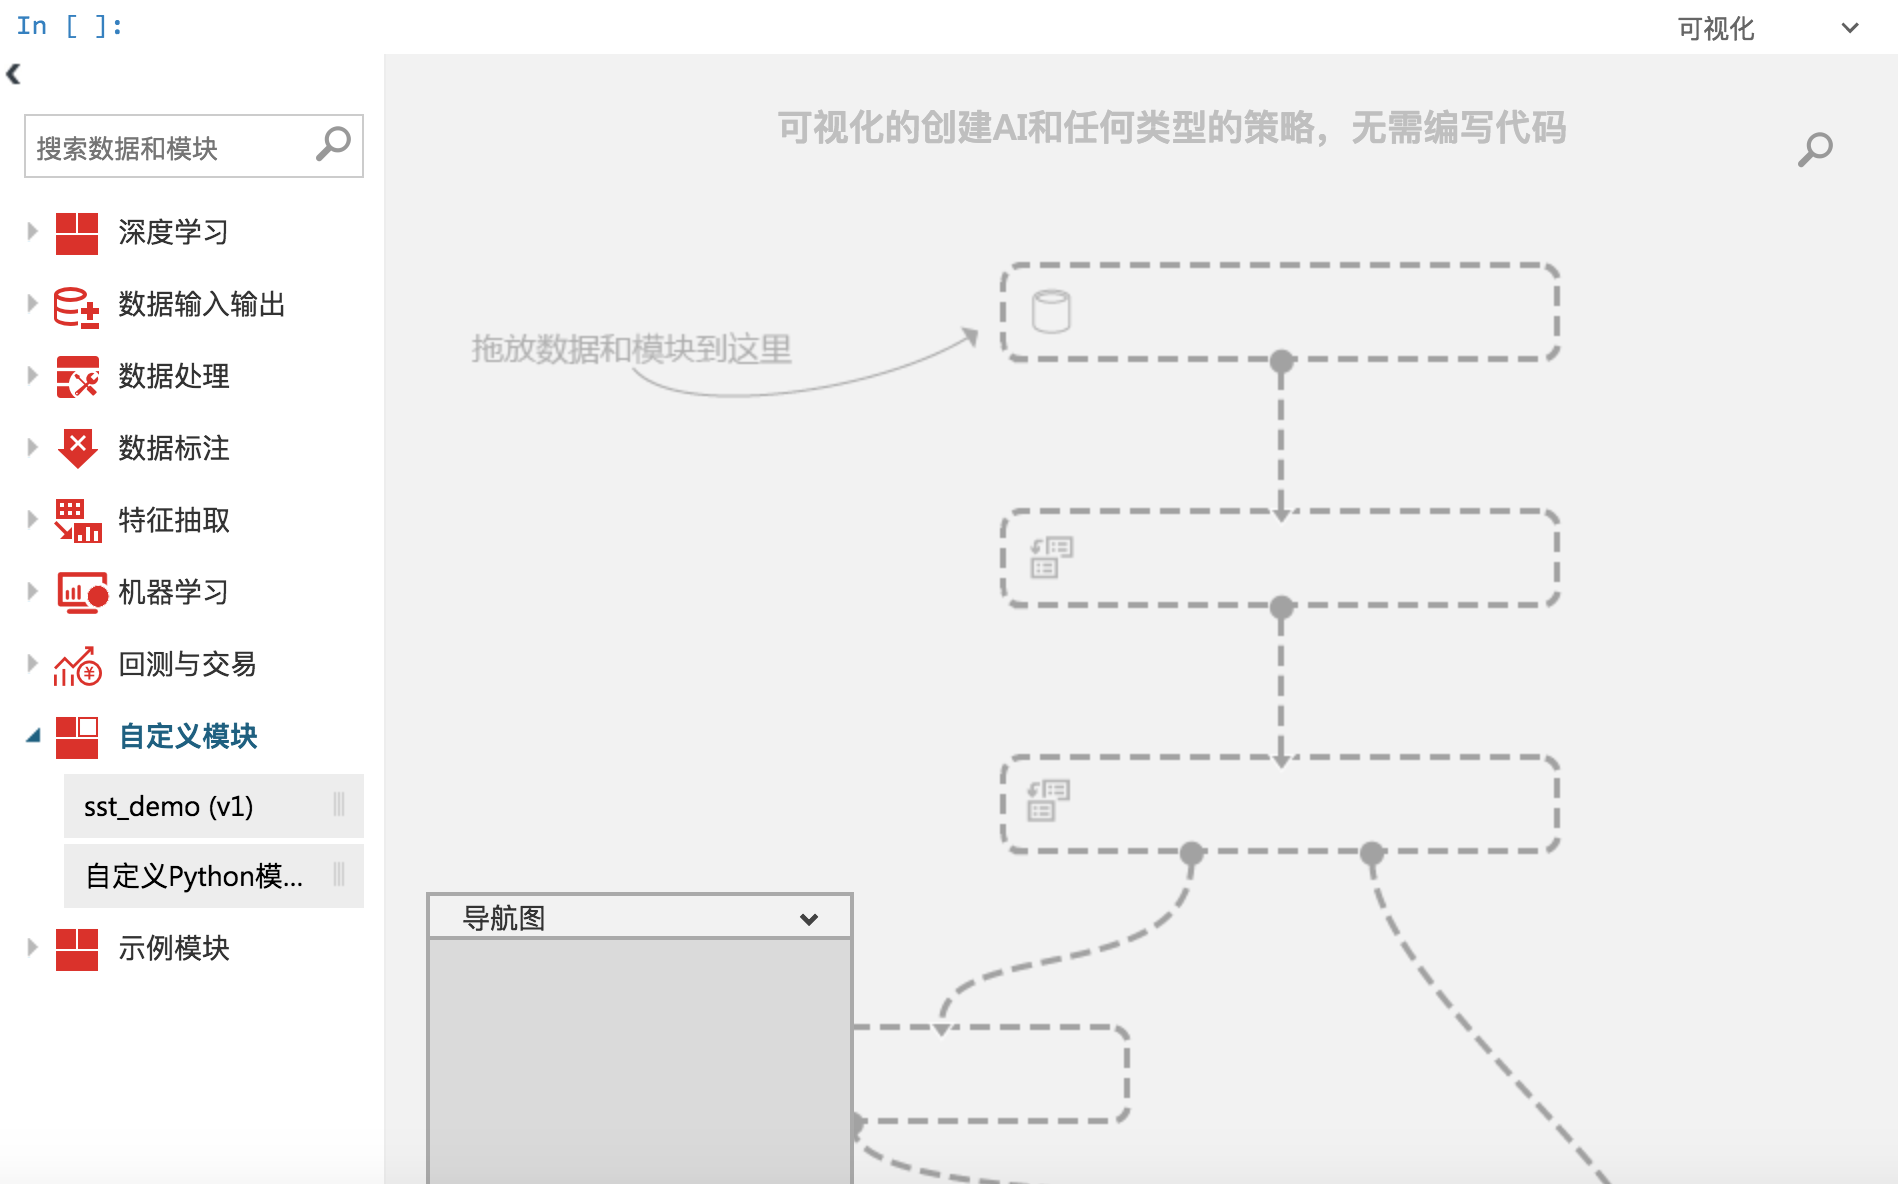 In [ ]:
可视化
搜索数据和模块
深度学习
数据输入输出
数据处理
数据标注
特征抽取
机器学习
回测与交易
自定义模块
sst_demo (v1)
自定义Python模...
示例模块
可视化的创建AI和任何类型的策略，无需编写代码
拖放数据和模块到这里
导航图